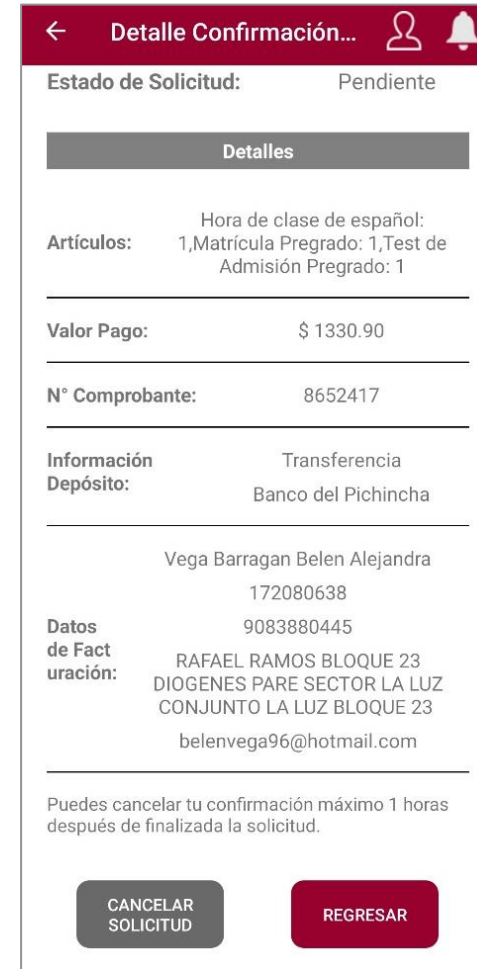 Detalle Confirmación...
Estado de Solicitud: Pendiente
Detalles
Artículos:
Hora de clase de español:
1,Matrícula Pregrado: 1,Test de
Admisión Pregrado: 1
Valor Pago: $ 1330.90
N° Comprobante: 8652417
Información
Depósito:
Transferencia
Banco del Pichincha
Datos
de Fact
uración:
Vega Barragan Belen Alejandra
172080638
9083880445
RAFAEL RAMOS BLOQUE 23
DIOGENES PARE SECTOR LA LUZ
CONJUNTO LA LUZ BLOQUE 23
belenvega96@hotmail.com
Puedes cancelar tu confirmación máximo 1 horas
después de finalizada la solicitud.
CANCELAR
SOLICITUD
REGRESAR